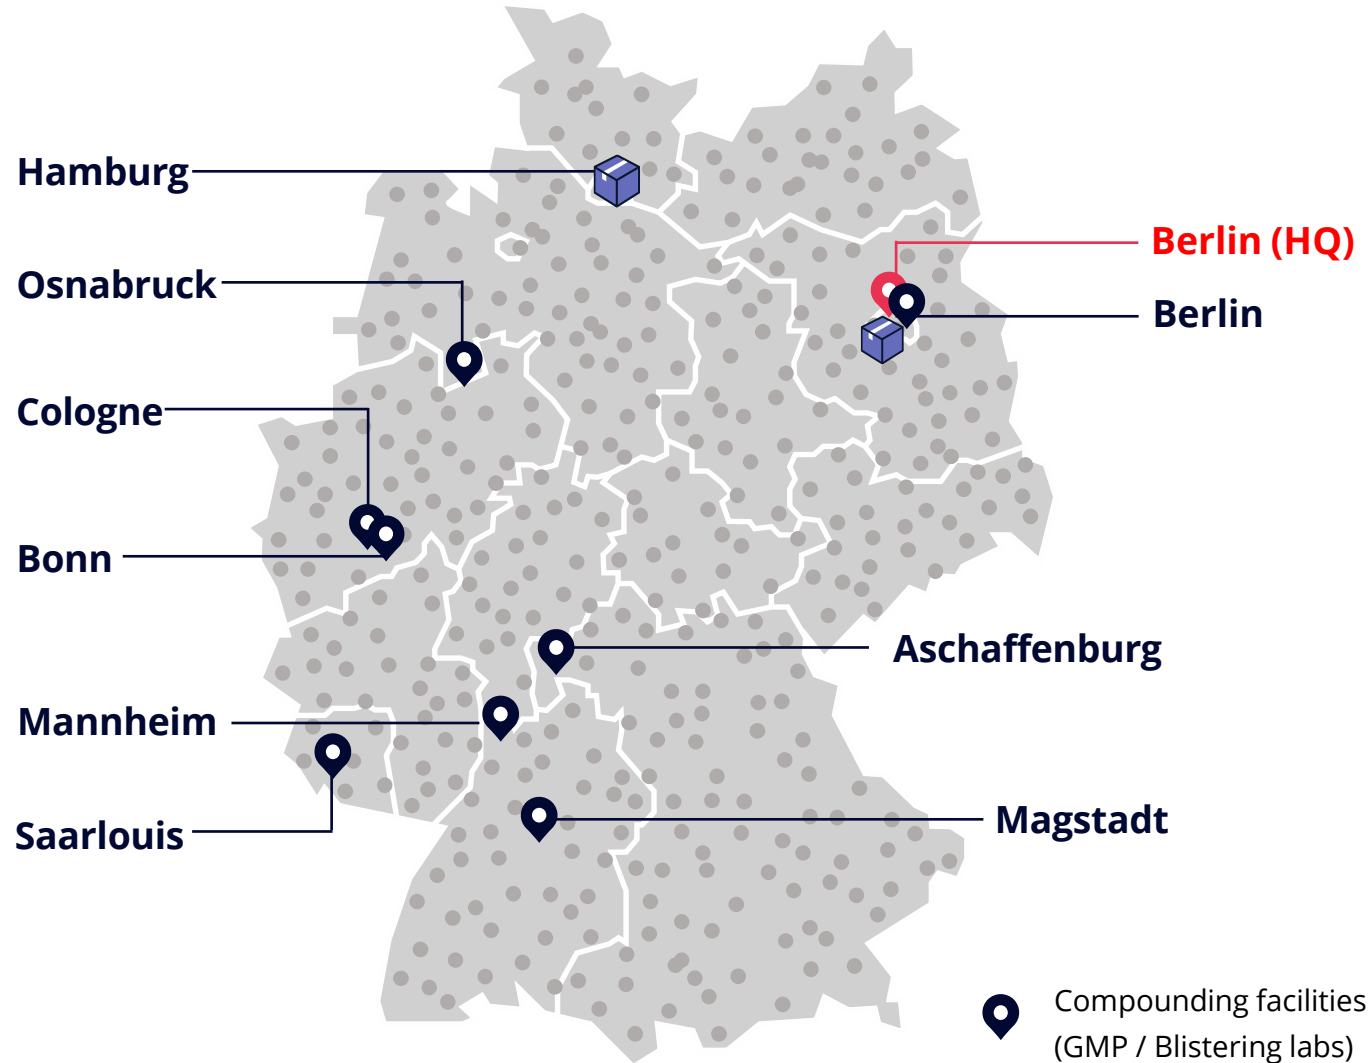 Hamburg
Berlin (HQ)
Osnabruck
Berlin
Cologne
Bonn
Aschaffenburg
Mannheim
Magstadt
Saarlouis
Compounding facilities
(GMP / Blistering labs)